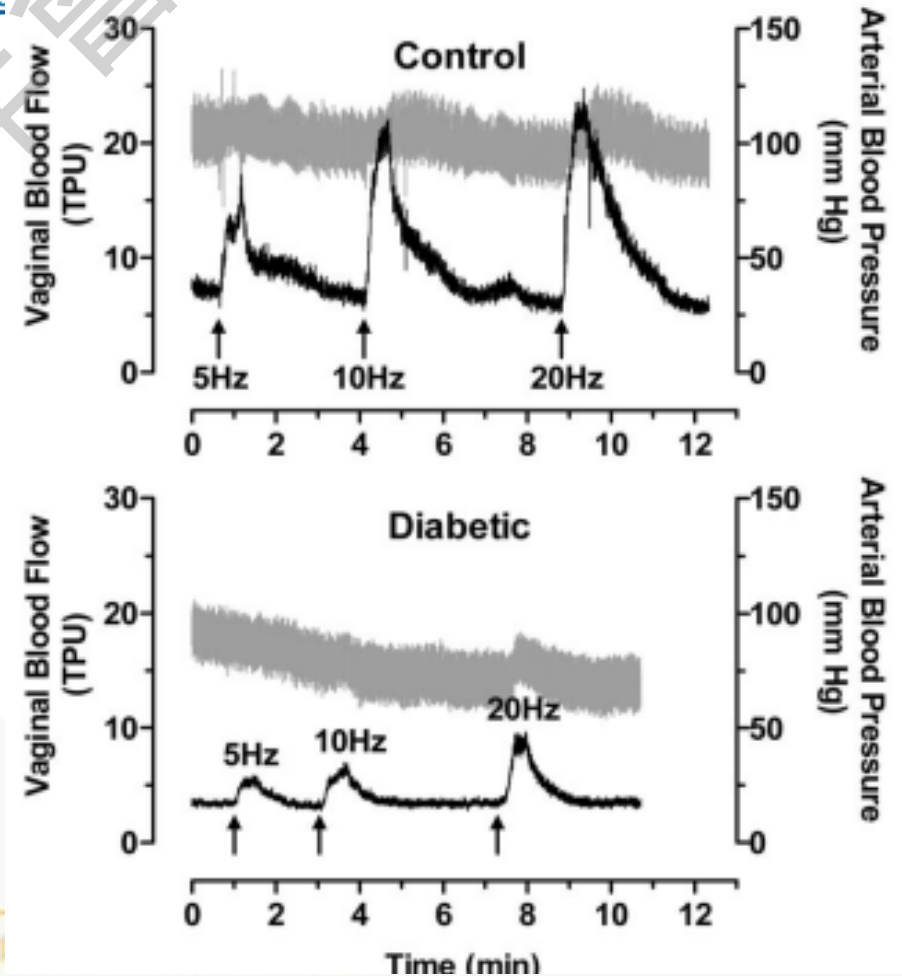 Control
Vaginal Blood Flow
(TPU)
Arterial Blood Pressure
(mm Hg)
30
20
10
0
150
100
50
0
5Hz
10Hz
20Hz
0 2 4 6 8 10 12
Diabetic
Vaginal Blood Flow
(TPU)
Arterial Blood Pressure
(mm Hg)
30
20
10
0
150
100
50
0
5Hz
10Hz
20Hz
0 2 4 6 8 10 12
Time (min)